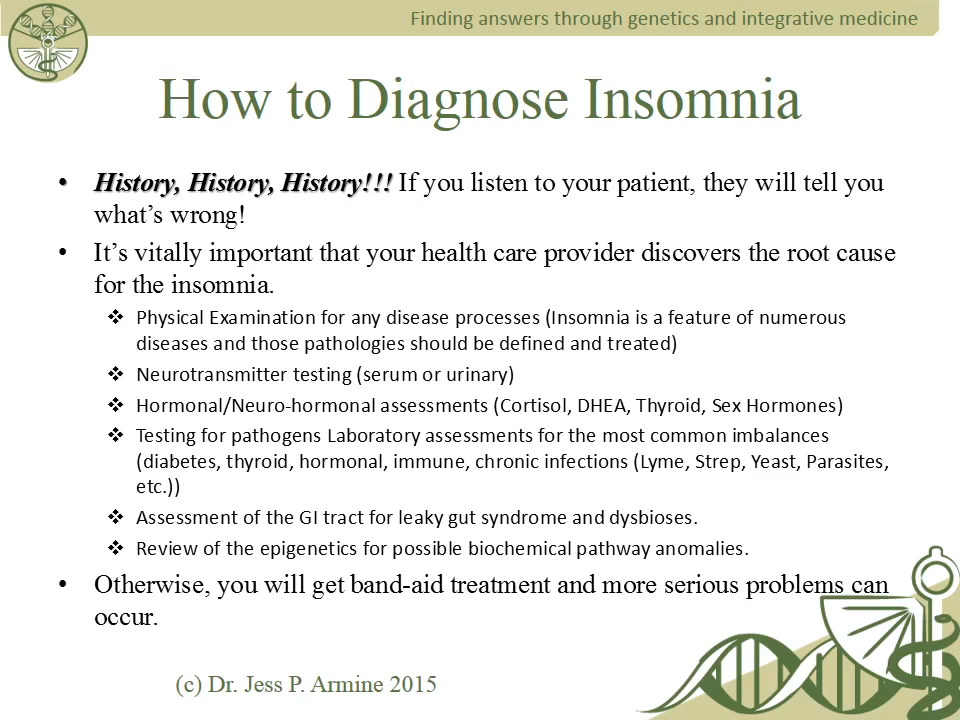 Finding answers through genetics and integrative medicine
How to Diagnose Insomnia
• History, History, History!!! If you listen to your patient, they will tell you
what’s wrong!
• It’s vitally important that your health care provider discovers the root cause
for the insomnia.
❖ Physical Examination for any disease processes (Insomnia is a feature of numerous
diseases and those pathologies should be defined and treated)
❖ Neurotransmitter testing (serum or urinary)
❖ Hormonal/Neuro-hormonal assessments (Cortisol, DHEA, Thyroid, Sex Hormones)
❖ Testing for pathogens Laboratory assessments for the most common imbalances
(diabetes, thyroid, hormonal, immune, chronic infections (Lyme, Strep, Yeast, Parasites,
etc.))
❖ Assessment of the GI tract for leaky gut syndrome and dysbioses.
❖ Review of the epigenetics for possible biochemical pathway anomalies.
• Otherwise, you will get band-aid treatment and more serious problems can
occur.
(c) Dr. Jess P. Armine 2015